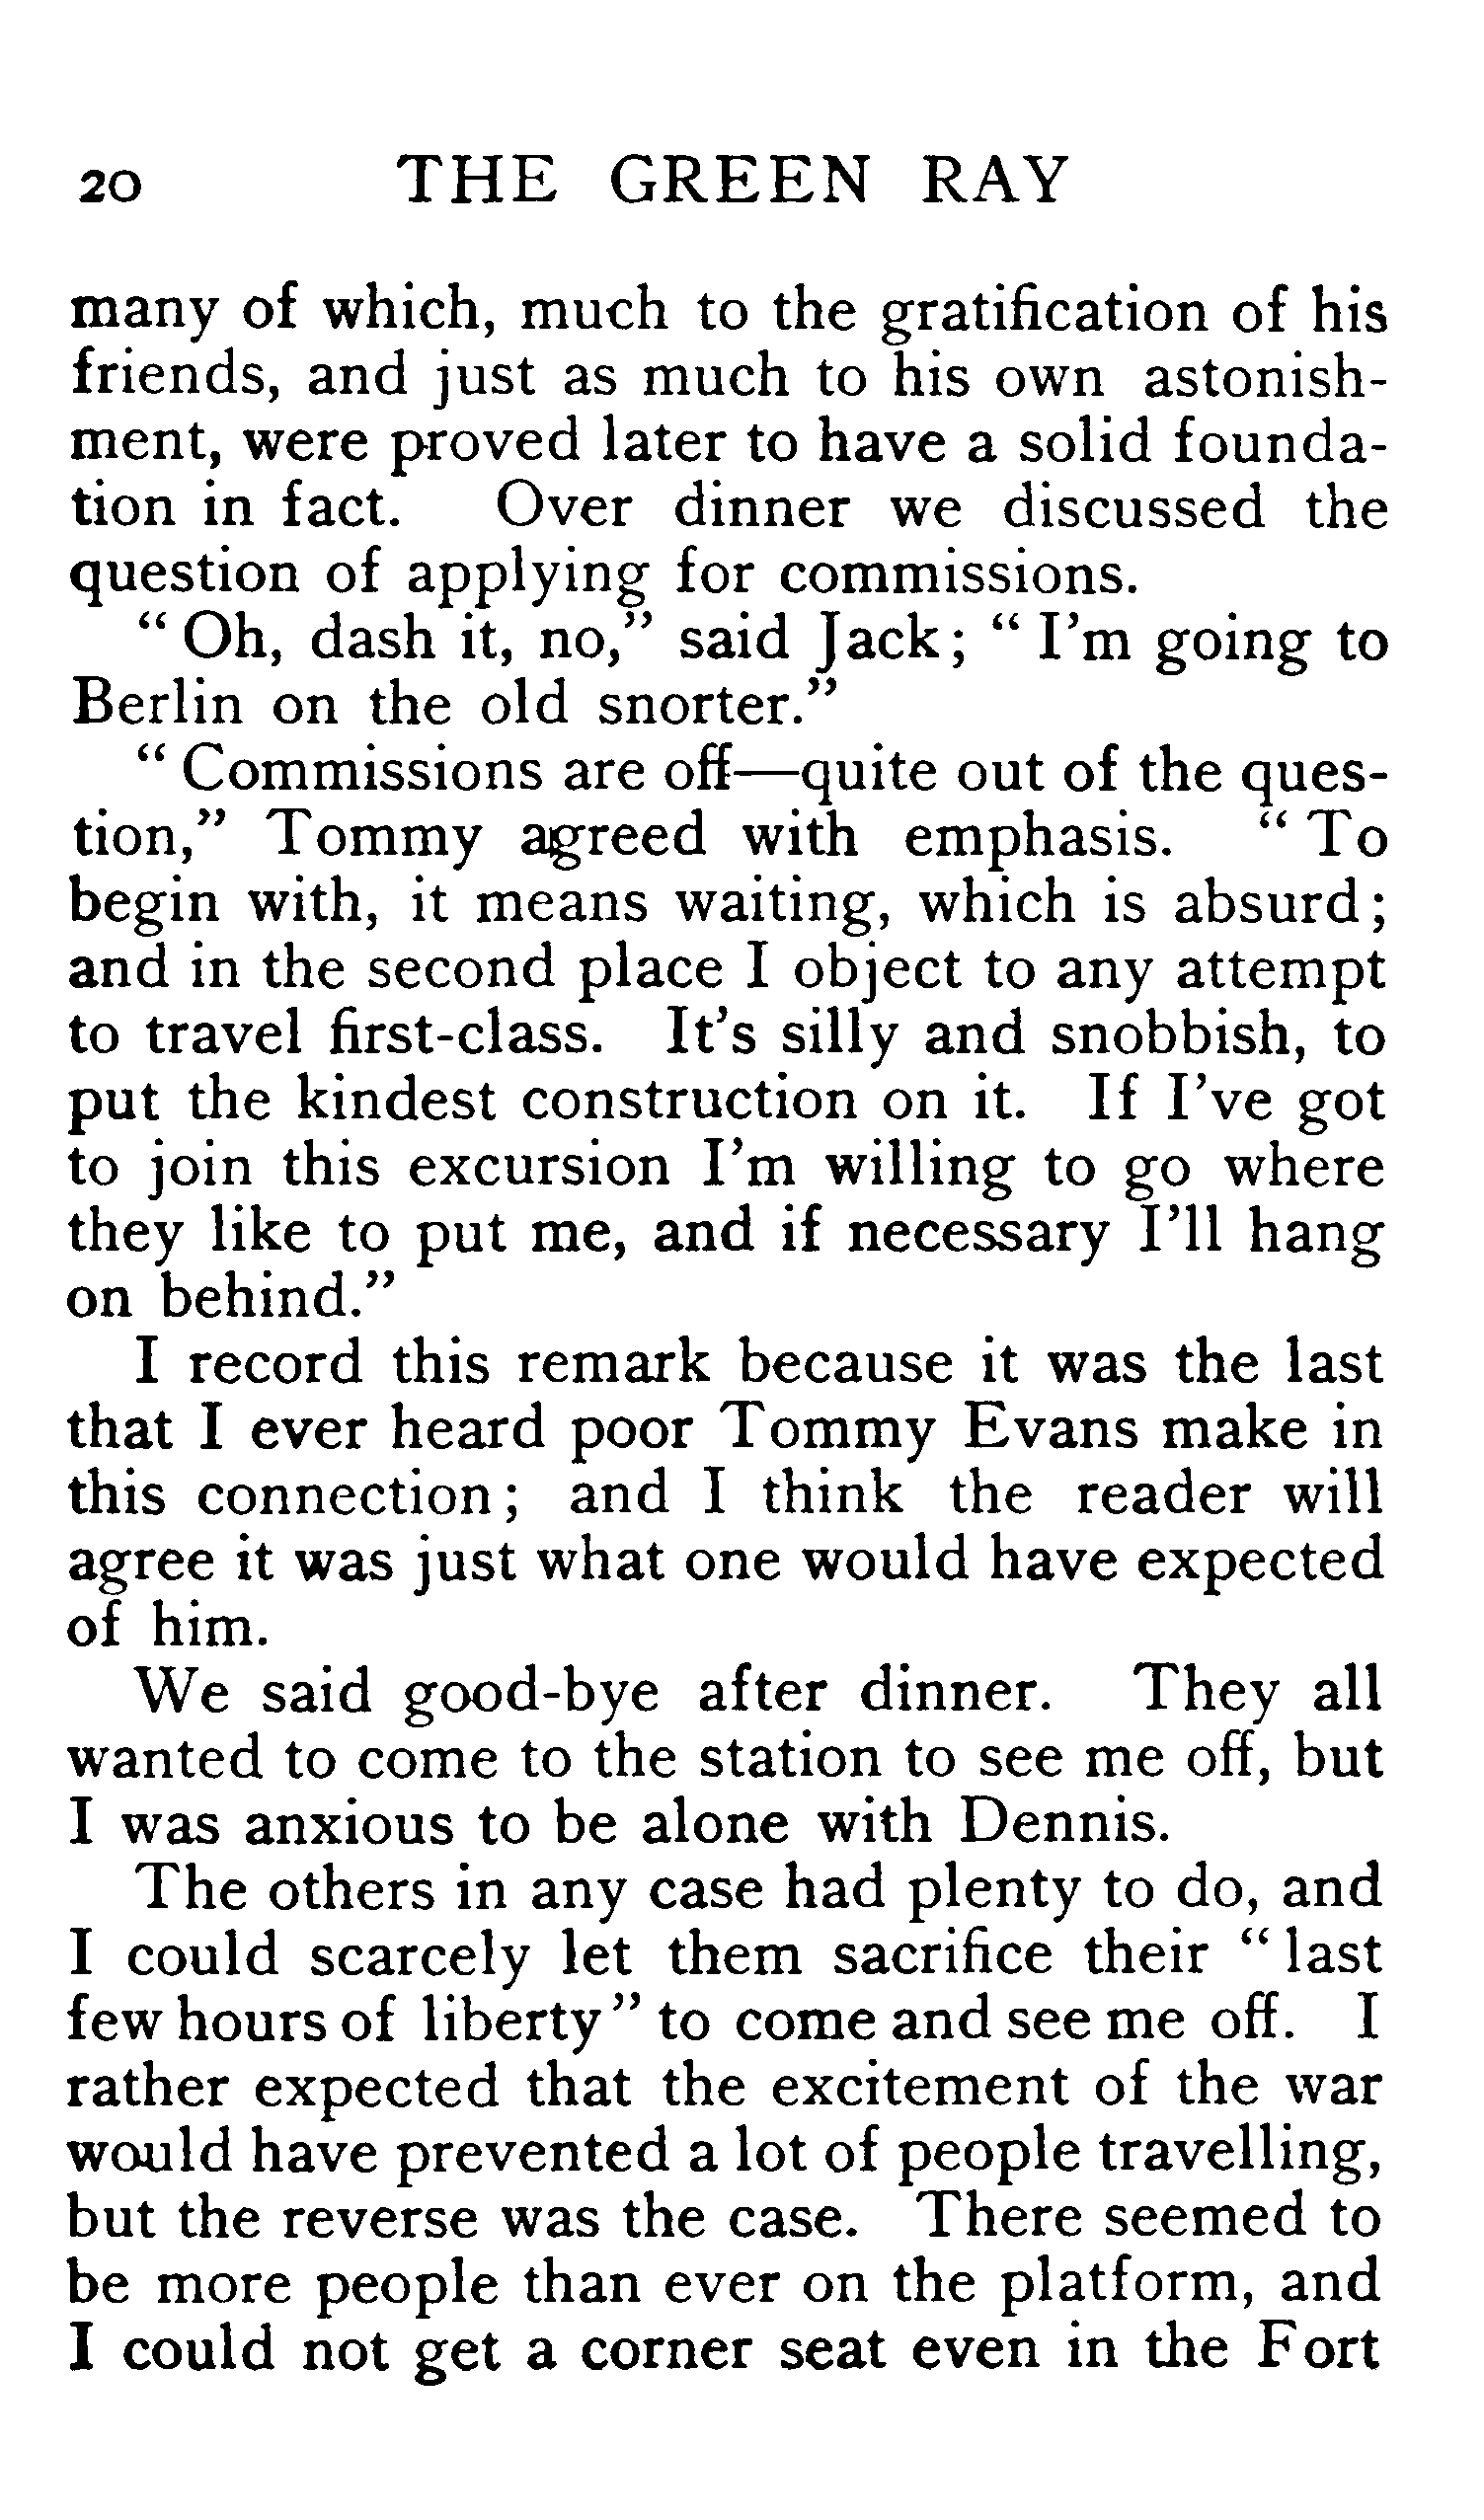 20 THE GREEN RAY
many of which, much to the gratification of his
friends, and just as much to his own astonish-
ment, were proved later to have a solid founda-
tion in fact. Over dinner we discussed the
question of applying for commissions.
“Oh, dash it, no,” said Jack; “I’m going to
Berlin on the old snorter.”
“Commissions are off—quite out of the ques-
tion,” Tommy agreed with emphasis. “To
begin with, it means waiting, which is absurd;
and in the second place I object to any attempt
to travel first-class. It’s silly and snobbish, to
put the kindest construction on it. If I’ve got
to join this excursion I’m willing to go where
they like to put me, and if necessary I’ll hang
on behind.”
I record this remark because it was the last
that I ever heard poor Tommy Evans make in
this connection; and I think the reader will
agree it was just what one would have expected
of him.
We said good-bye after dinner. They all
wanted to come to the station to see me off, but
I was anxious to be alone with Dennis.
The others in any case had plenty to do, and
I could scarcely let them sacrifice their “last
few hours of liberty” to come and see me off. I
rather expected that the excitement of the war
would have prevented a lot of people travelling,
but the reverse was the case. There seemed to
be more people than ever on the platform, and
I could not get a corner seat even in the Fort